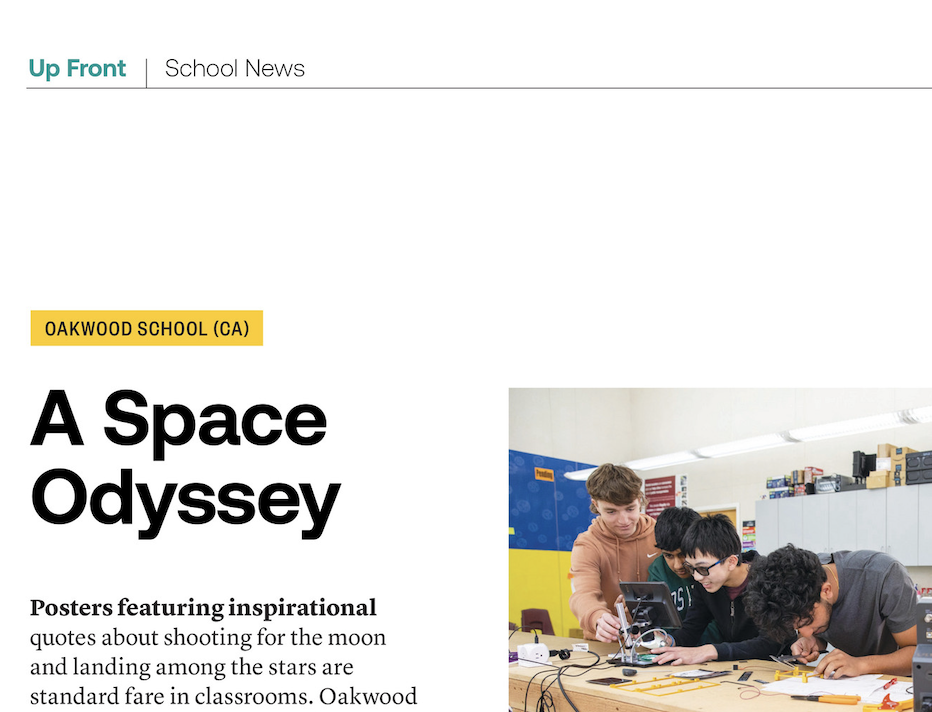 Up Front
School News
OAKWOOD SCHOOL (CA)
A Space
Odyssey
Posters featuring inspirational
quotes about shooting for the moon
and landing among the stars are
standard fare in classrooms. Oakwood
Pending